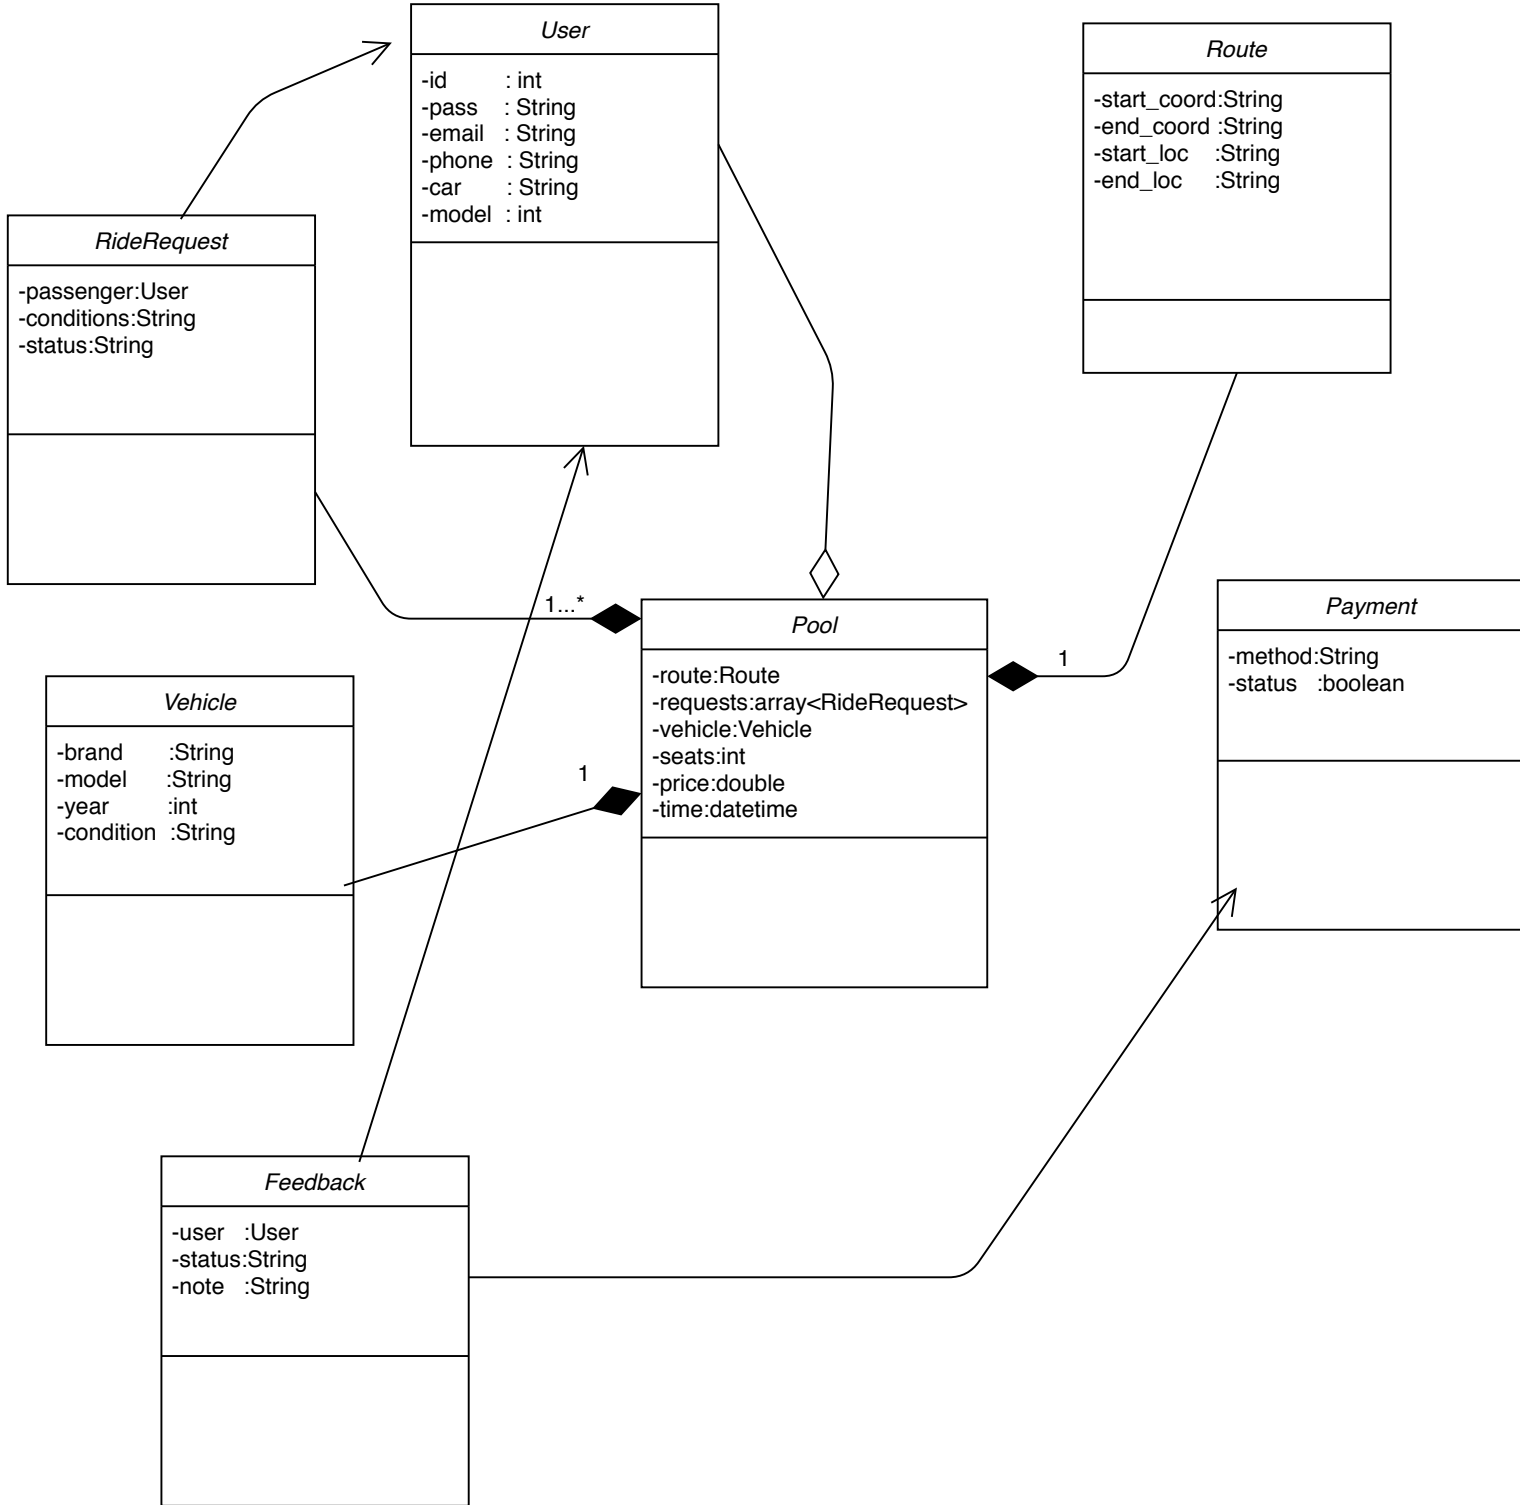 User
-id : int
-pass : String
-email : String
-phone : String
-car : String
-model : int
Route
-start_coord:String
-end_coord :String
-start_loc :String
-end_loc :String
RideRequest
-passenger:User
-conditions:String
-status:String
1...*
Pool
-route:Route
-requests:array<RideRequest>
-vehicle:Vehicle
-seats:int
-price:double
-time:datetime
1
Payment
-method:String
-status :boolean
Vehicle
-brand :String
-model :String
-year :int
-condition :String
1
Feedback
-user :User
-status:String
-note :String